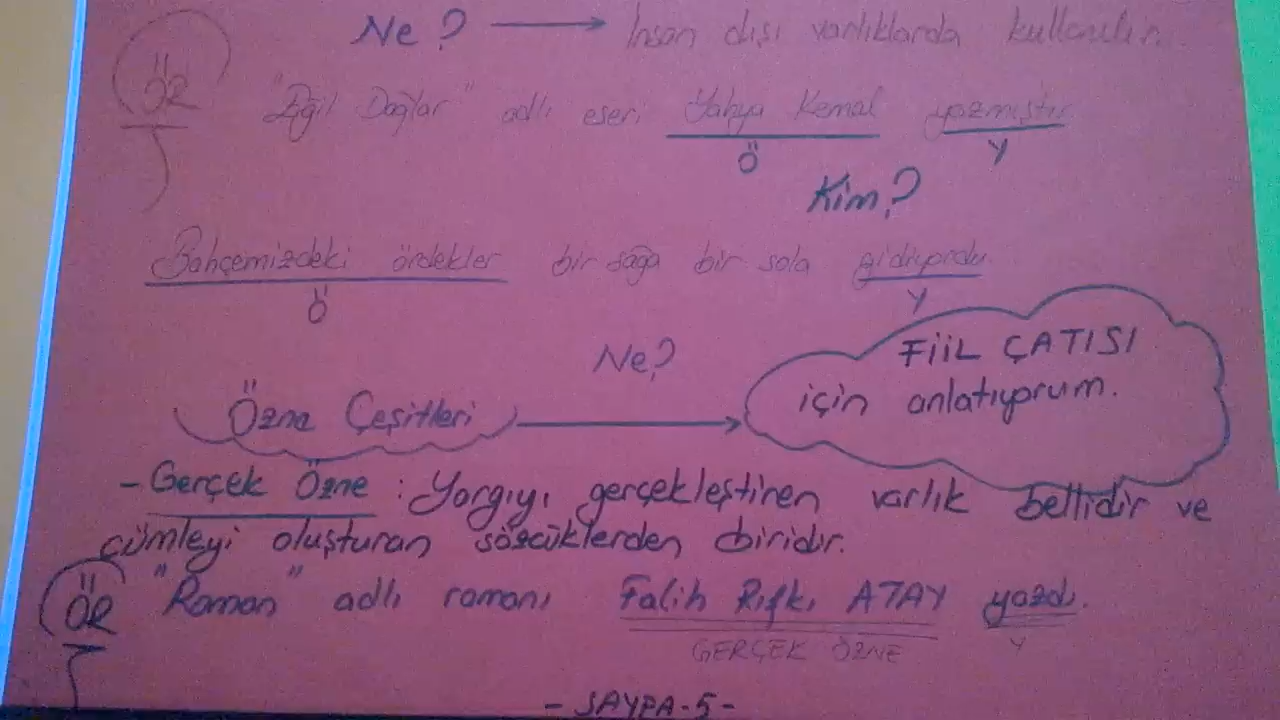 Ne? → İnsan dışı varlıklarda kullanılır.
ÖR "Eğil Dağlar" adlı eseri Yahya Kemal yazmıştır
Ö Y
Kim?
Bahçemizdeki ördekler bir sağa bir sola gidiyordu.
Ö Y
Ne?
FİİL ÇATISI
için anlatıyorum.
Özne Çeşitleri →
- Gerçek Özne : Yargıyı gerçekleştiren varlık bellidir ve
cümleyi oluşturan sözcüklerden biridir.
ÖR "Roman" adlı romanı Falih Rıfkı ATAY yazdı.
GERÇEK ÖZNE Y
- SAYFA - 5 -